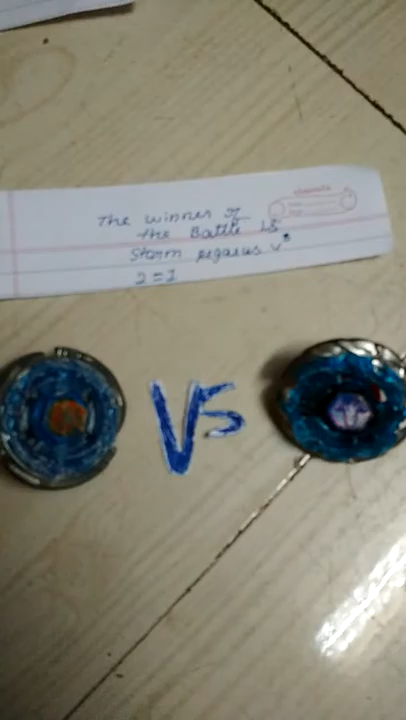 The winner of
the Battle is
Storm pegasus
2=1
VS